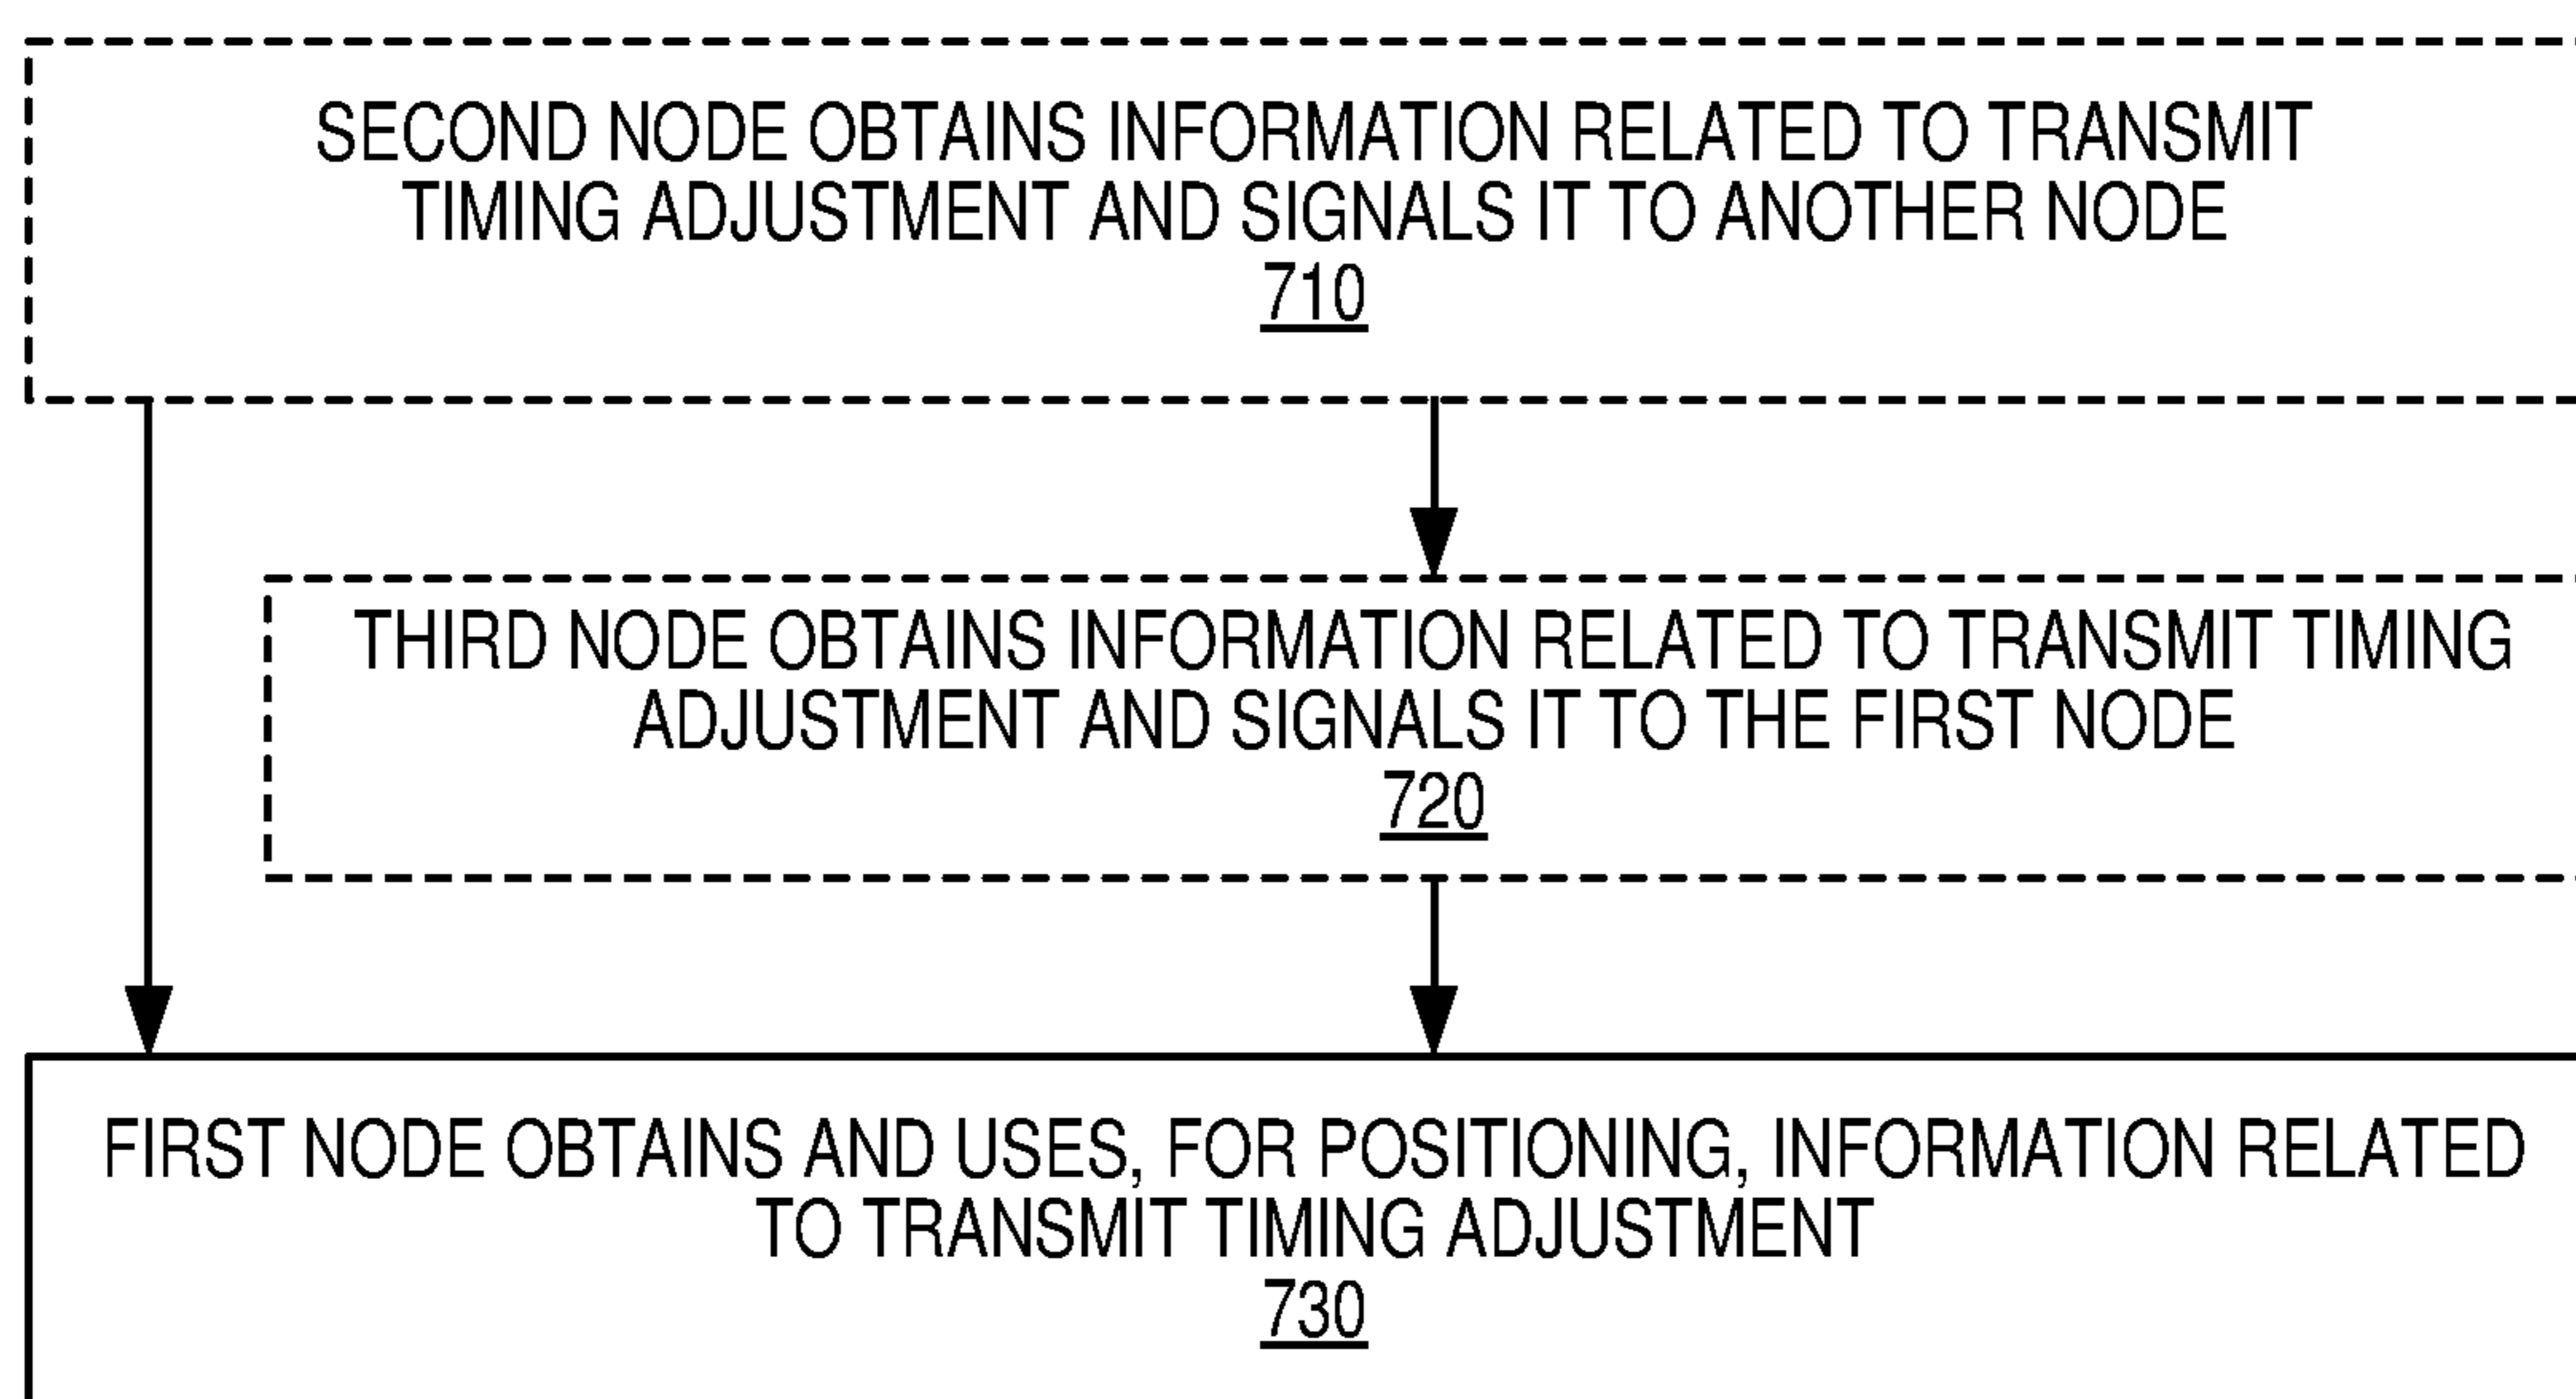 SECOND NODE OBTAINS INFORMATION RELATED TO TRANSMIT
TIMING ADJUSTMENT AND SIGNALS IT TO ANOTHER NODE
710
THIRD NODE OBTAINS INFORMATION RELATED TO TRANSMIT TIMING
ADJUSTMENT AND SIGNALS IT TO THE FIRST NODE
720
FIRST NODE OBTAINS AND USES, FOR POSITIONING, INFORMATION RELATED
TO TRANSMIT TIMING ADJUSTMENT
730